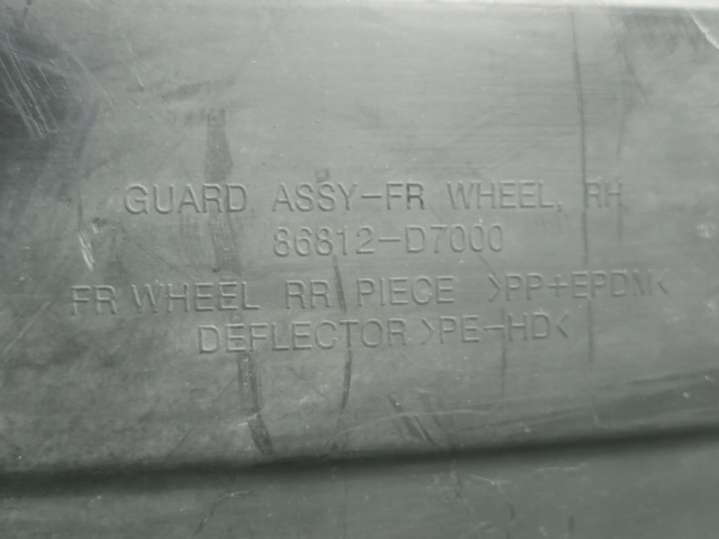 GUARD ASSY-FR WHEEL, RH
86812-D7000
FR WHEEL RR PIECE >PP+EPDM<
DEFLECTOR >PE-HD<